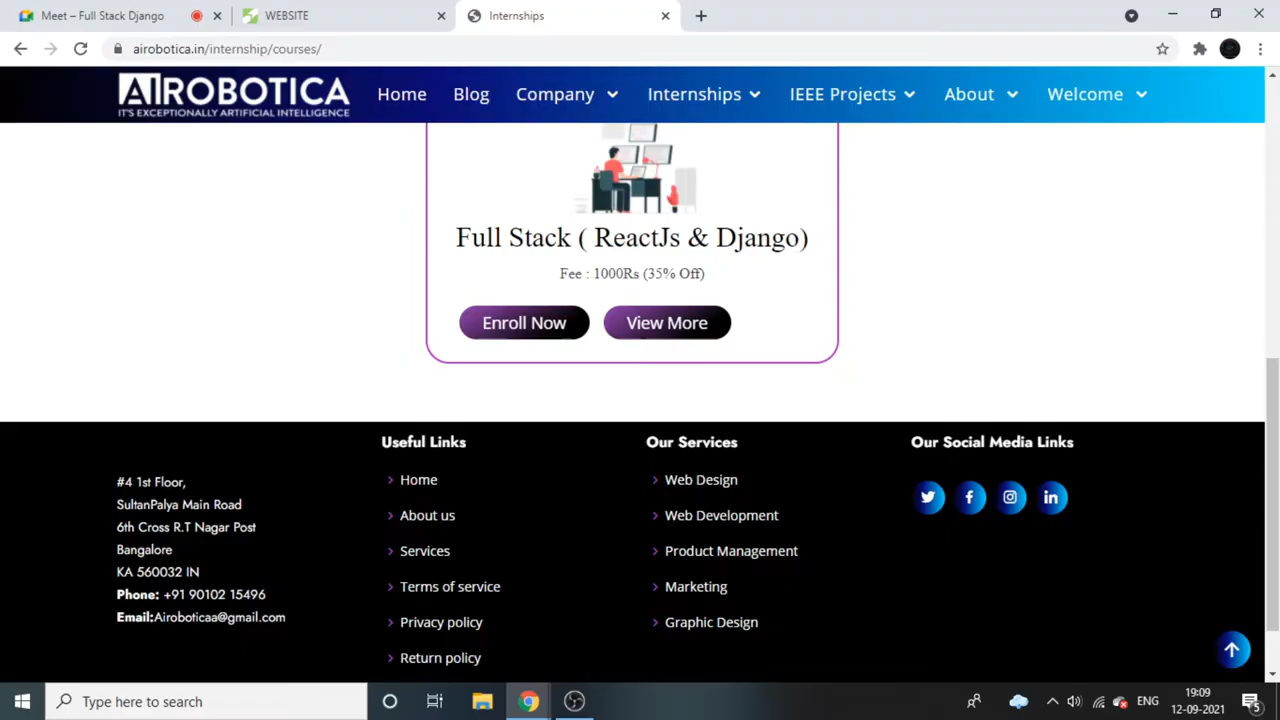 Meet – Full Stack Django
WEBSITE
Internships
airobotica.in/internship/courses/
AIROBOTICA
IT'S EXCEPTIONALLY ARTIFICIAL INTELLIGENCE
Home
Blog
Company
Internships
IEEE Projects
About
Welcome
Full Stack ( ReactJs & Django)
Fee : 1000Rs (35% Off)
Enroll Now
View More
#4 1st Floor,
SultanPalya Main Road
6th Cross R.T Nagar Post
Bangalore
KA 560032 IN
Phone: +91 90102 15496
Email:Airoboticaa@gmail.com
Useful Links
Home
About us
Services
Terms of service
Privacy policy
Return policy
Our Services
Web Design
Web Development
Product Management
Marketing
Graphic Design
Our Social Media Links
Type here to search
ENG
19:09
12-09-2021
5